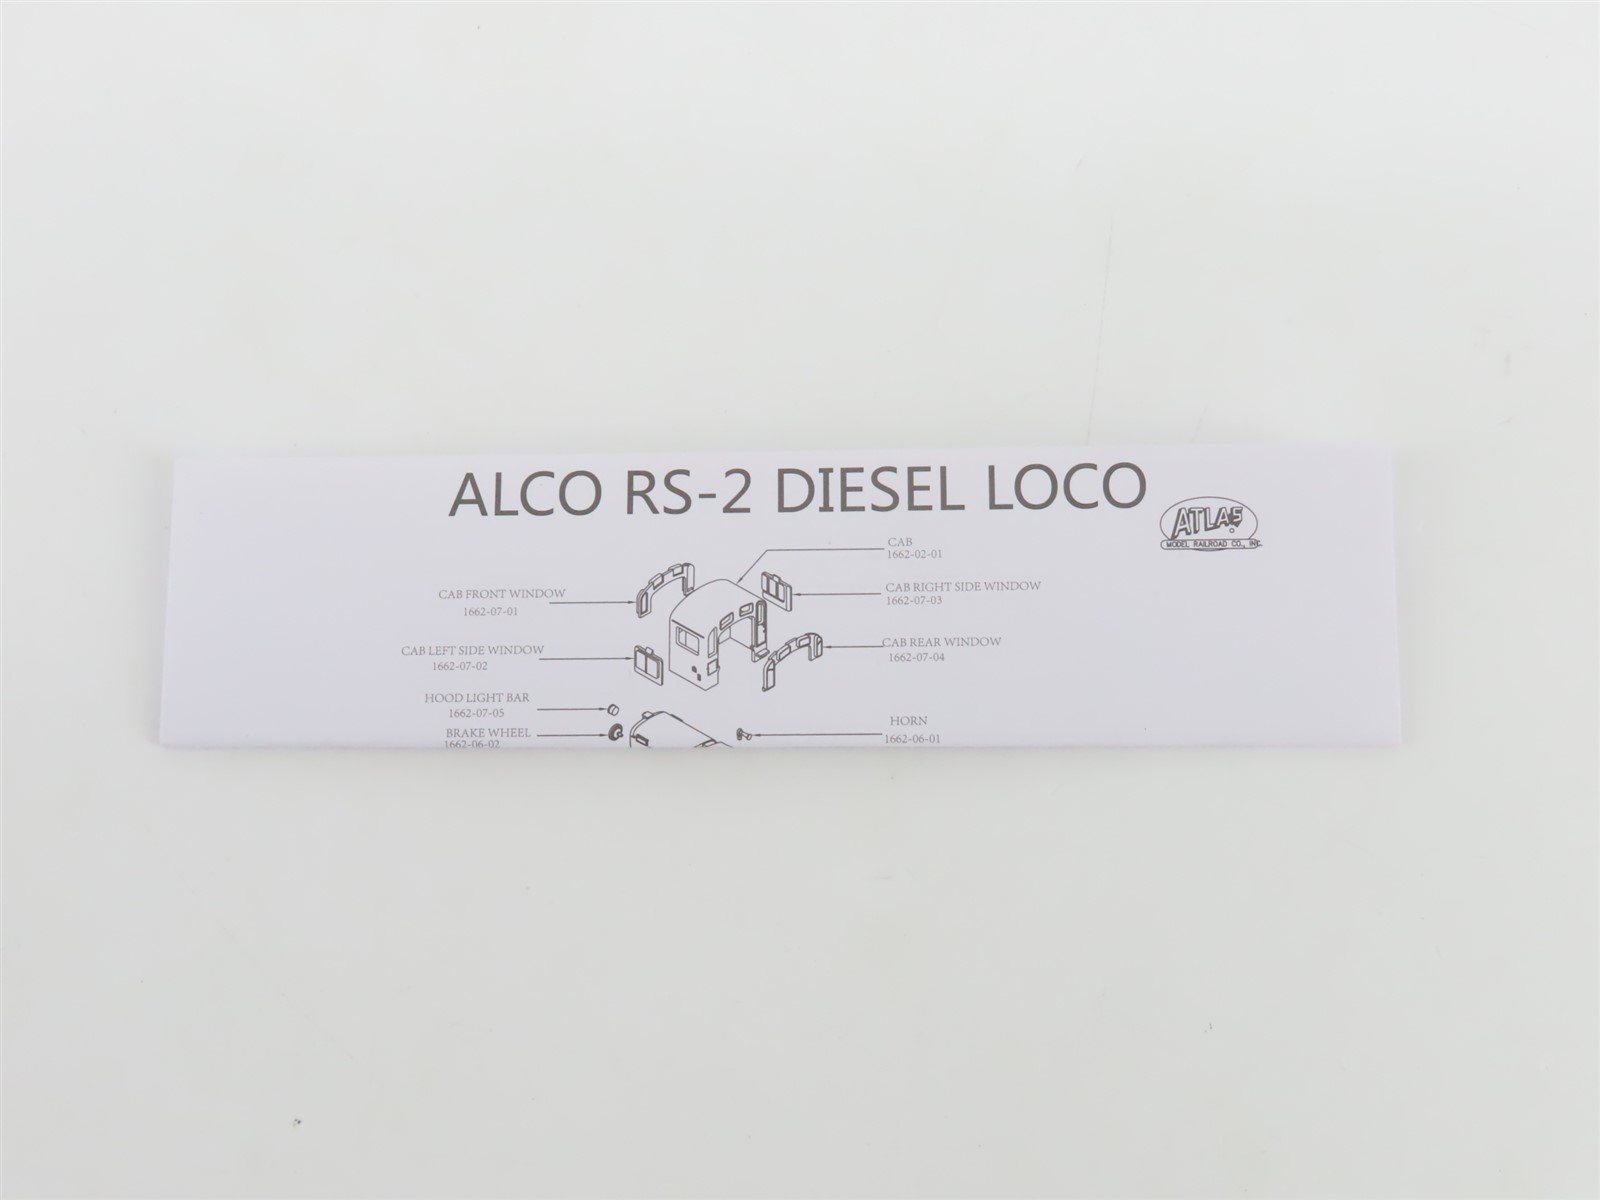 ALCO RS-2 DIESEL LOCO
ATLAS
MODEL RAILROAD CO., INC.
CAB
1662-02-01
CAB FRONT WINDOW
1662-07-01
CAB RIGHT SIDE WINDOW
1662-07-03
CAB LEFT SIDE WINDOW
1662-07-02
CAB REAR WINDOW
1662-07-04
HOOD LIGHT BAR
1662-07-05
HORN
1662-06-01
BRAKE WHEEL
1662-06-02